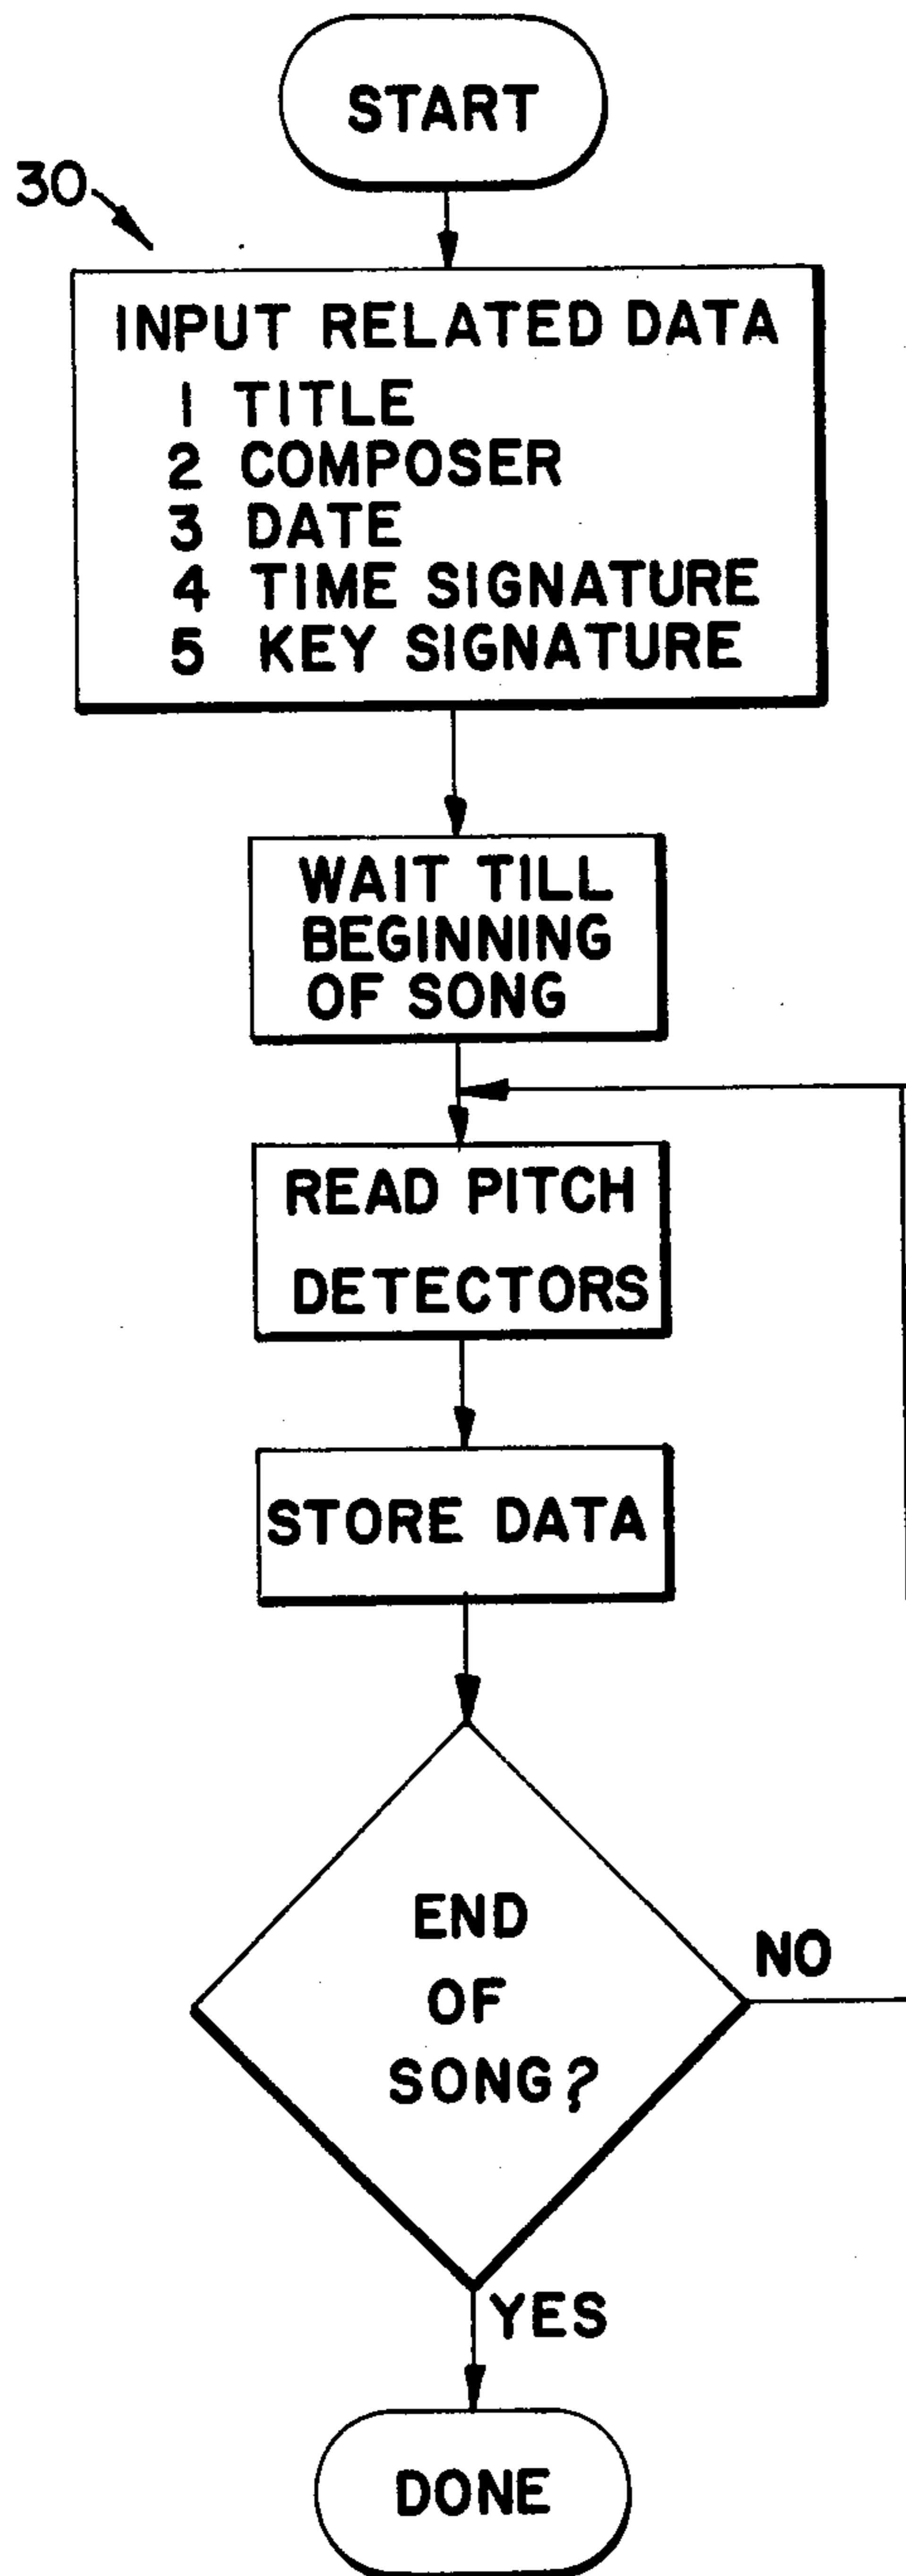 START
30
INPUT RELATED DATA
1 TITLE
2 COMPOSER
3 DATE
4 TIME SIGNATURE
5 KEY SIGNATURE
WAIT TILL
BEGINNING
OF SONG
READ PITCH
DETECTORS
STORE DATA
END
OF
SONG?
NO
YES
DONE